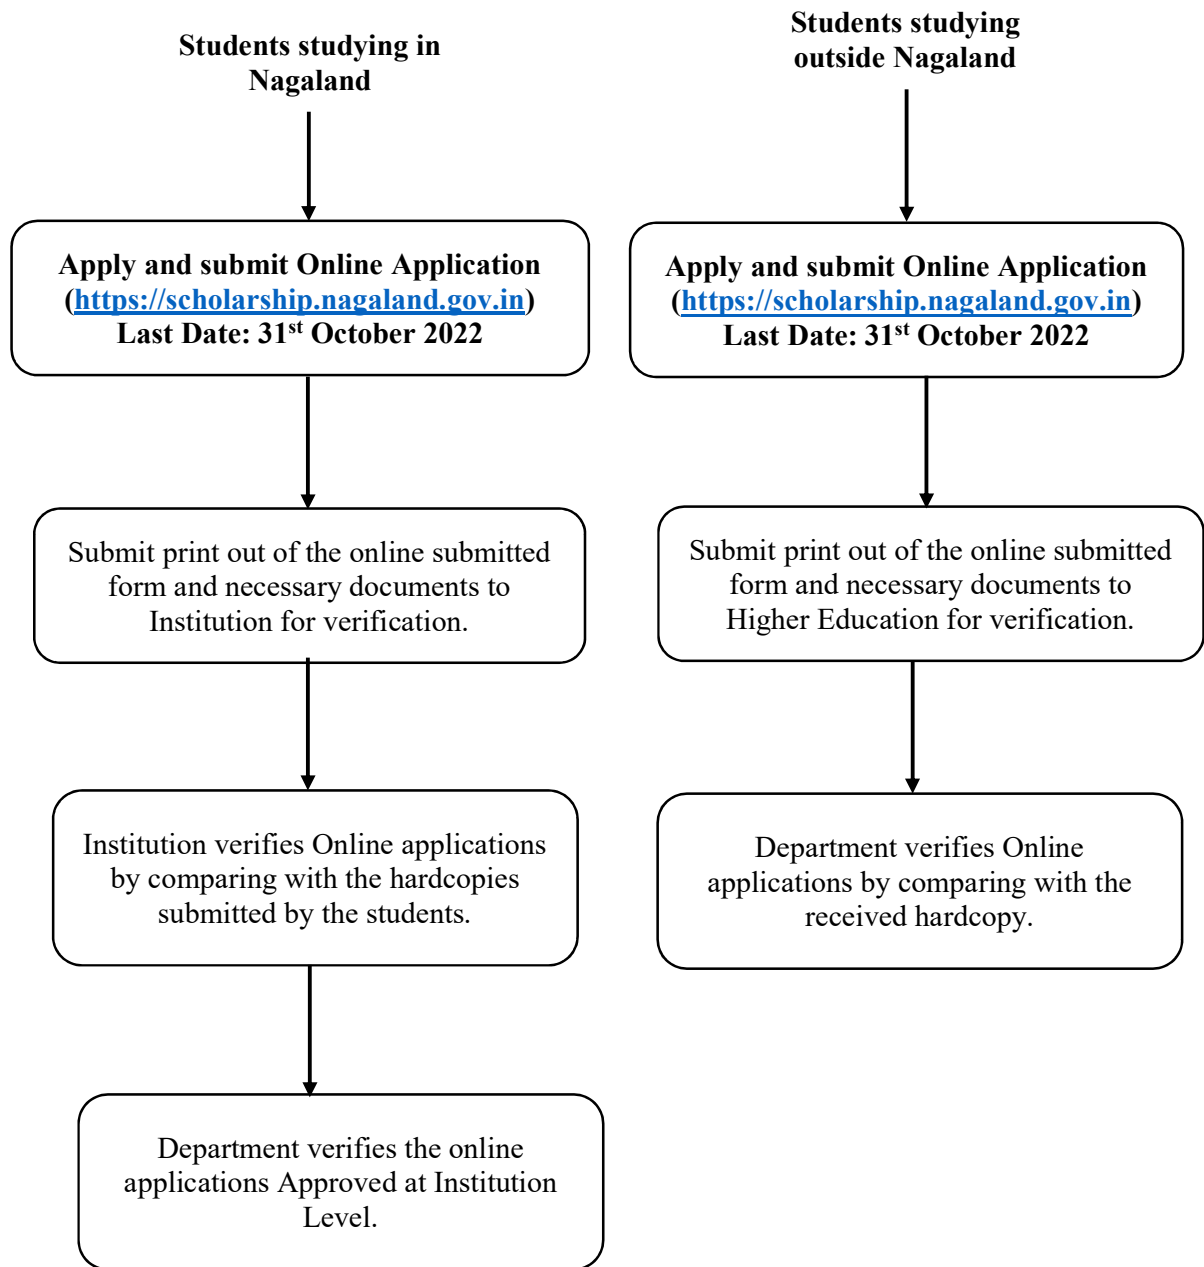 Students studying in
Nagaland
Apply and submit Online Application
(https://scholarship.nagaland.gov.in)
Last Date: 31st October 2022
Submit print out of the online submitted
form and necessary documents to
Institution for verification.
Institution verifies Online applications
by comparing with the hardcopies
submitted by the students.
Department verifies the online
applications Approved at Institution
Level.
Students studying
outside Nagaland
Apply and submit Online Application
(https://scholarship.nagaland.gov.in)
Last Date: 31st October 2022
Submit print out of the online submitted
form and necessary documents to
Higher Education for verification.
Department verifies Online
applications by comparing with the
received hardcopy.